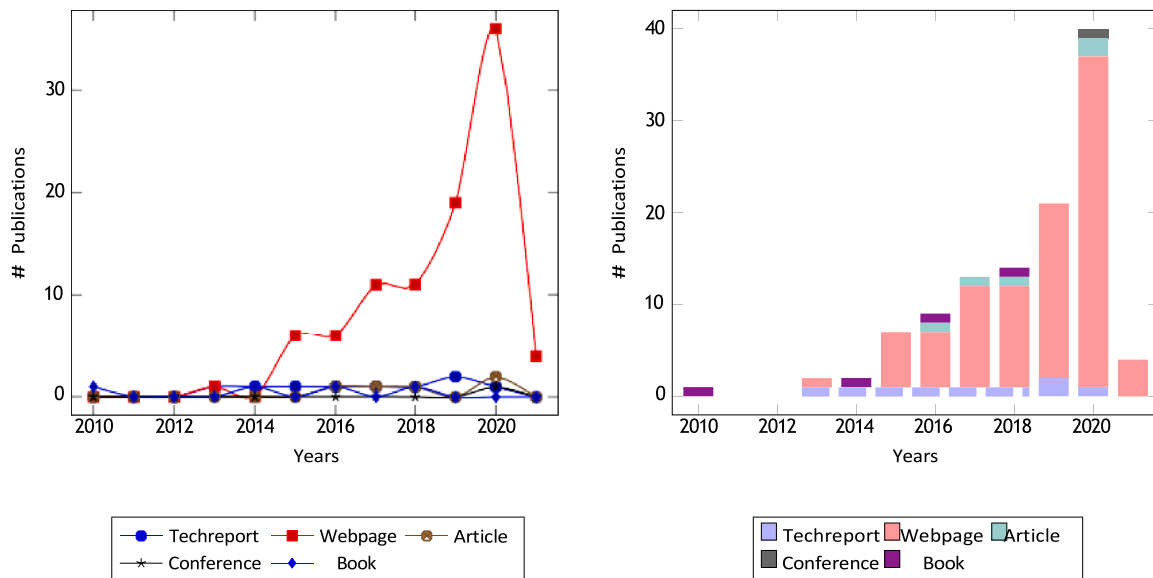 30
20
10
0
# Publications
2010 2012 2014 2016 2018 2020
Years
Techreport Webpage Article
Conference Book
40
30
20
10
0
# Publications
2010 2012 2014 2016 2018 2020
Years
Techreport Webpage Article
Conference Book